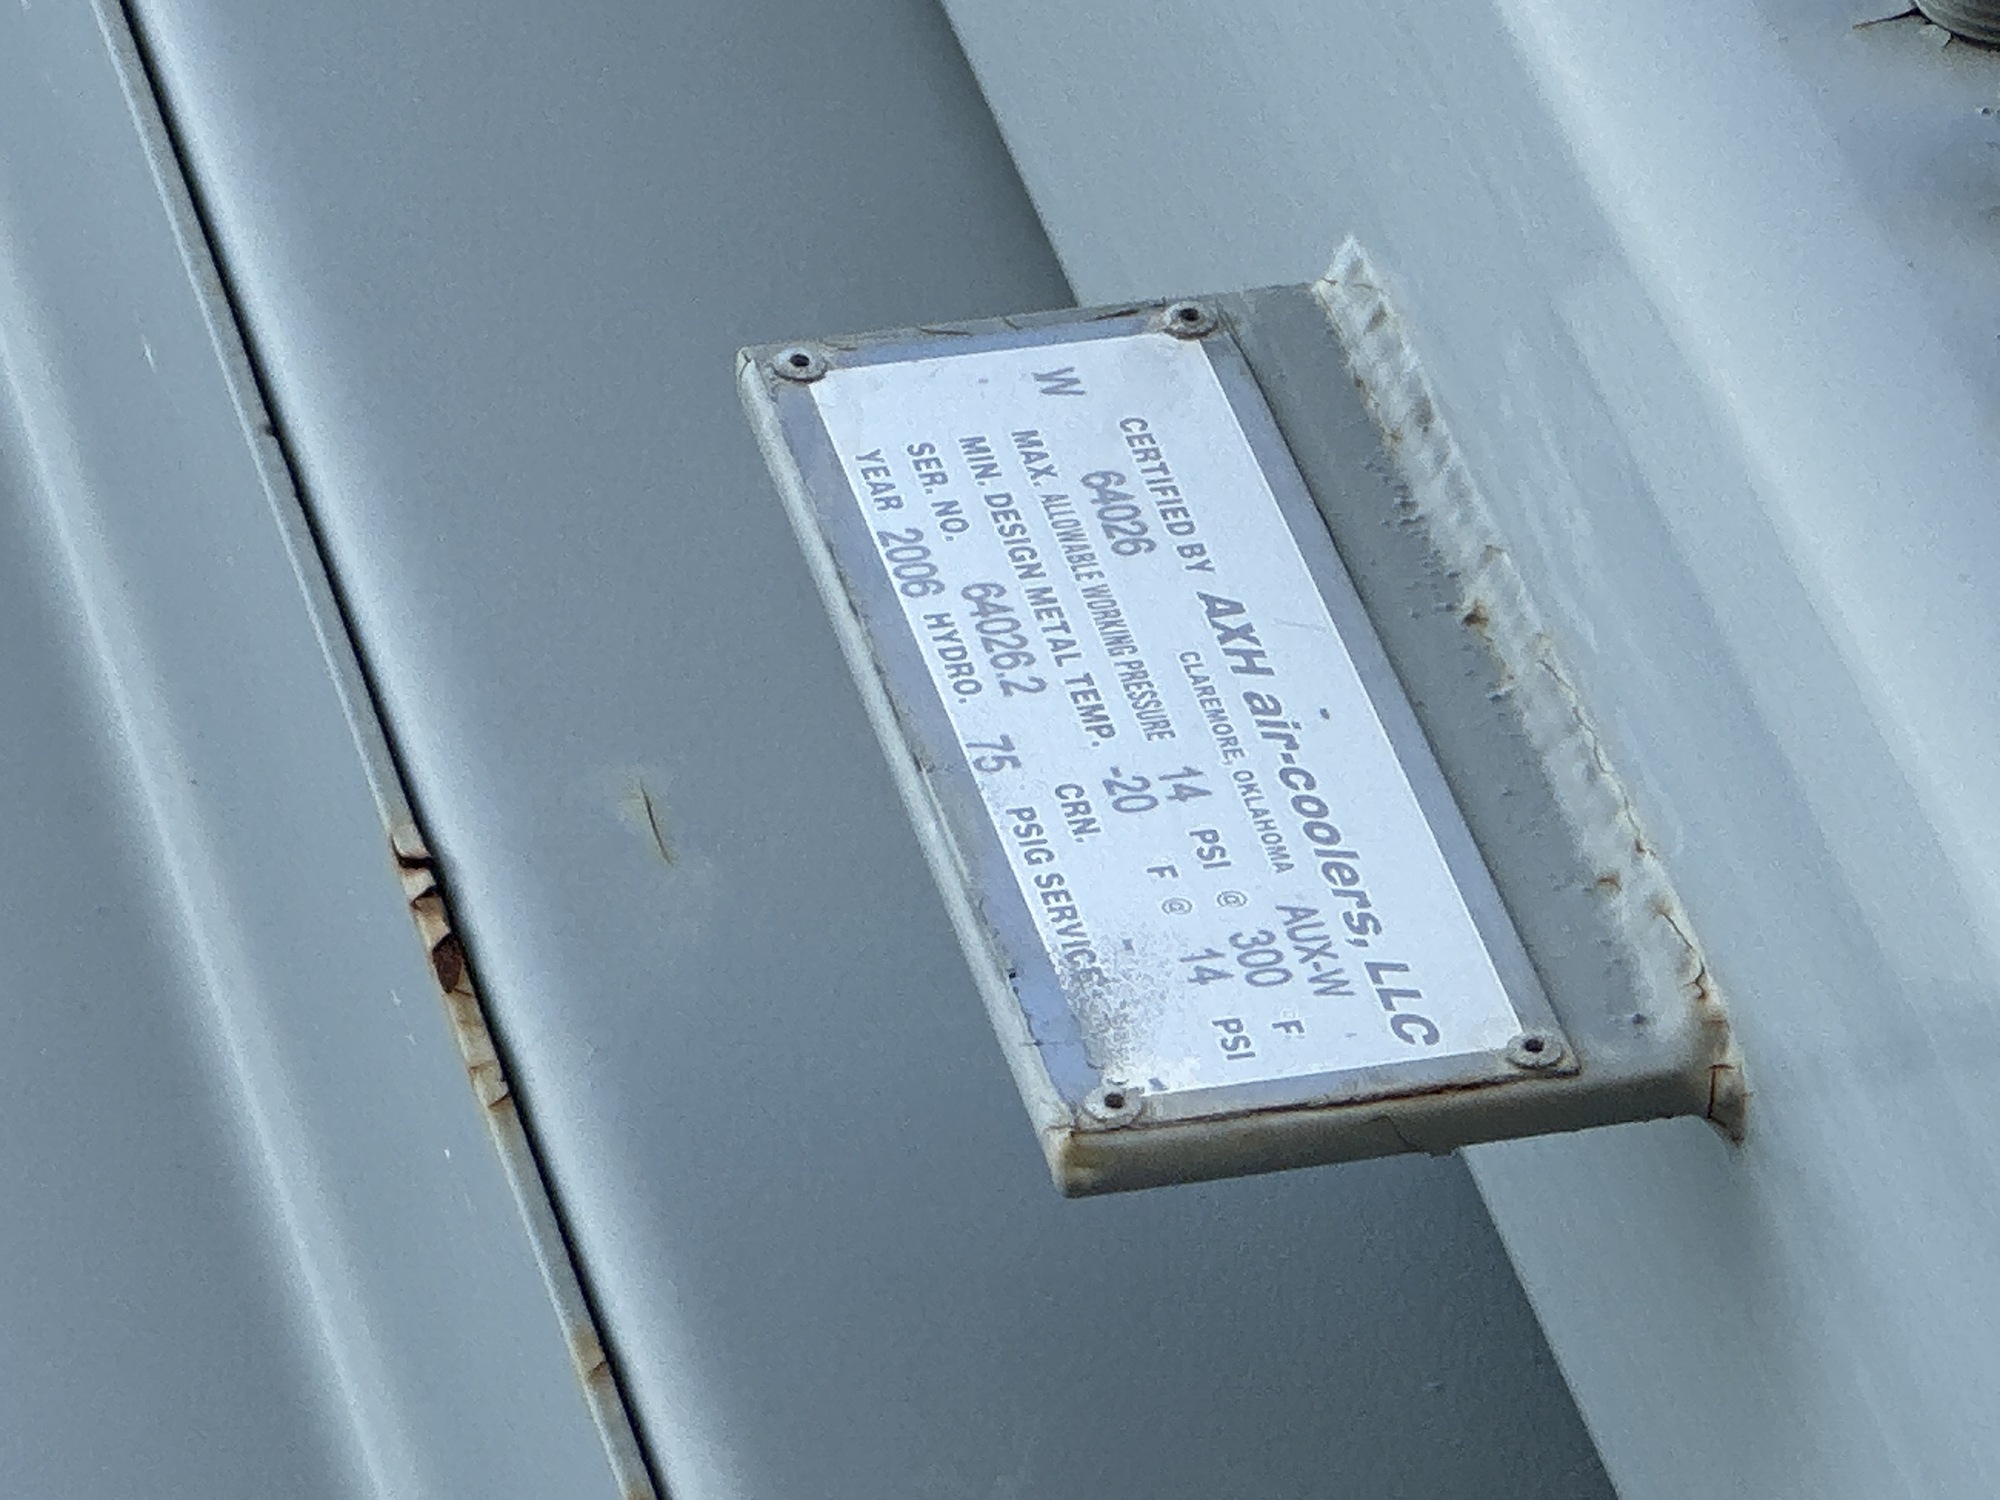 CERTIFIED BY AXH air-coolers, LLC
CLAREMORE, OKLAHOMA
64026 AUX-W
W
MAX. ALLOWABLE WORKING PRESSURE 14 PSI @ 300 F
MIN. DESIGN METAL TEMP. -20 F @ 14 PSI
SER. NO. 64026.2 CRN. -
YEAR 2006 HYDRO. 75 PSIG SERVICE